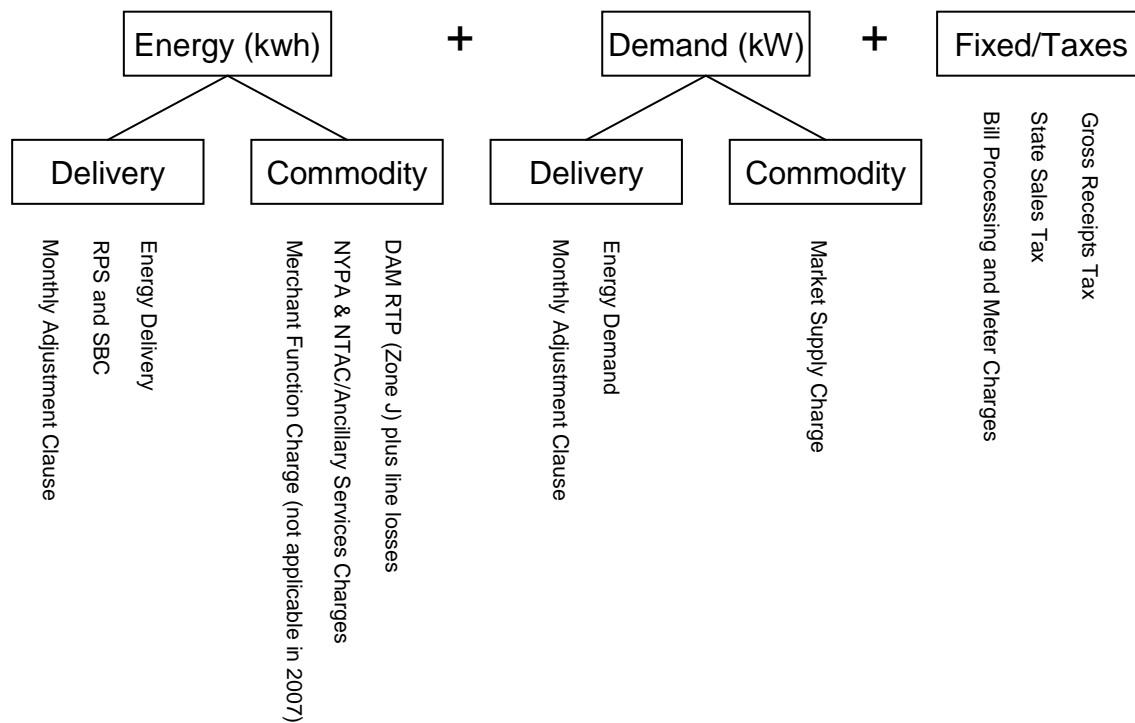 Energy (kwh)
+
Demand (kW)
+
Fixed/Taxes
Delivery
Commodity
Delivery
Commodity
Energy Delivery
RPS and SBC
Monthly Adjustment Clause
DAM RTP (Zone J) plus line losses
NYPA & NTAC/Ancillary Services Charges
Merchant Function Charge (not applicable in 2007)
Energy Demand
Monthly Adjustment Clause
Market Supply Charge
Gross Receipts Tax
State Sales Tax
Bill Processing and Meter Charges